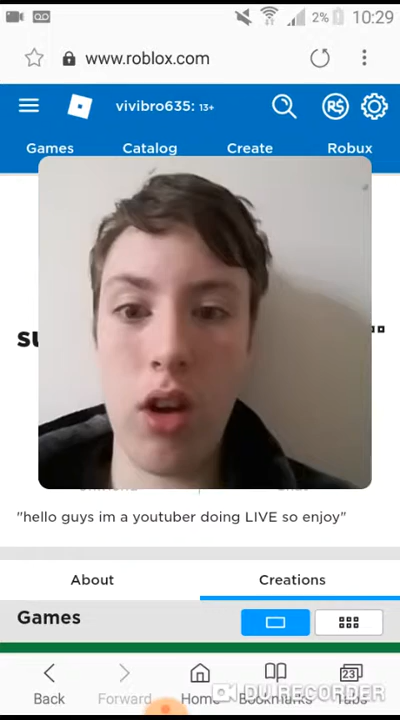 2% 10:29
www.roblox.com
vivibro635: 13+
R$
Games Catalog Create Robux
su
"hello guys im a youtuber doing LIVE so enjoy"
About Creations
Games
Back Forward Home Bookmarks Tabs
23
DU RECORDER